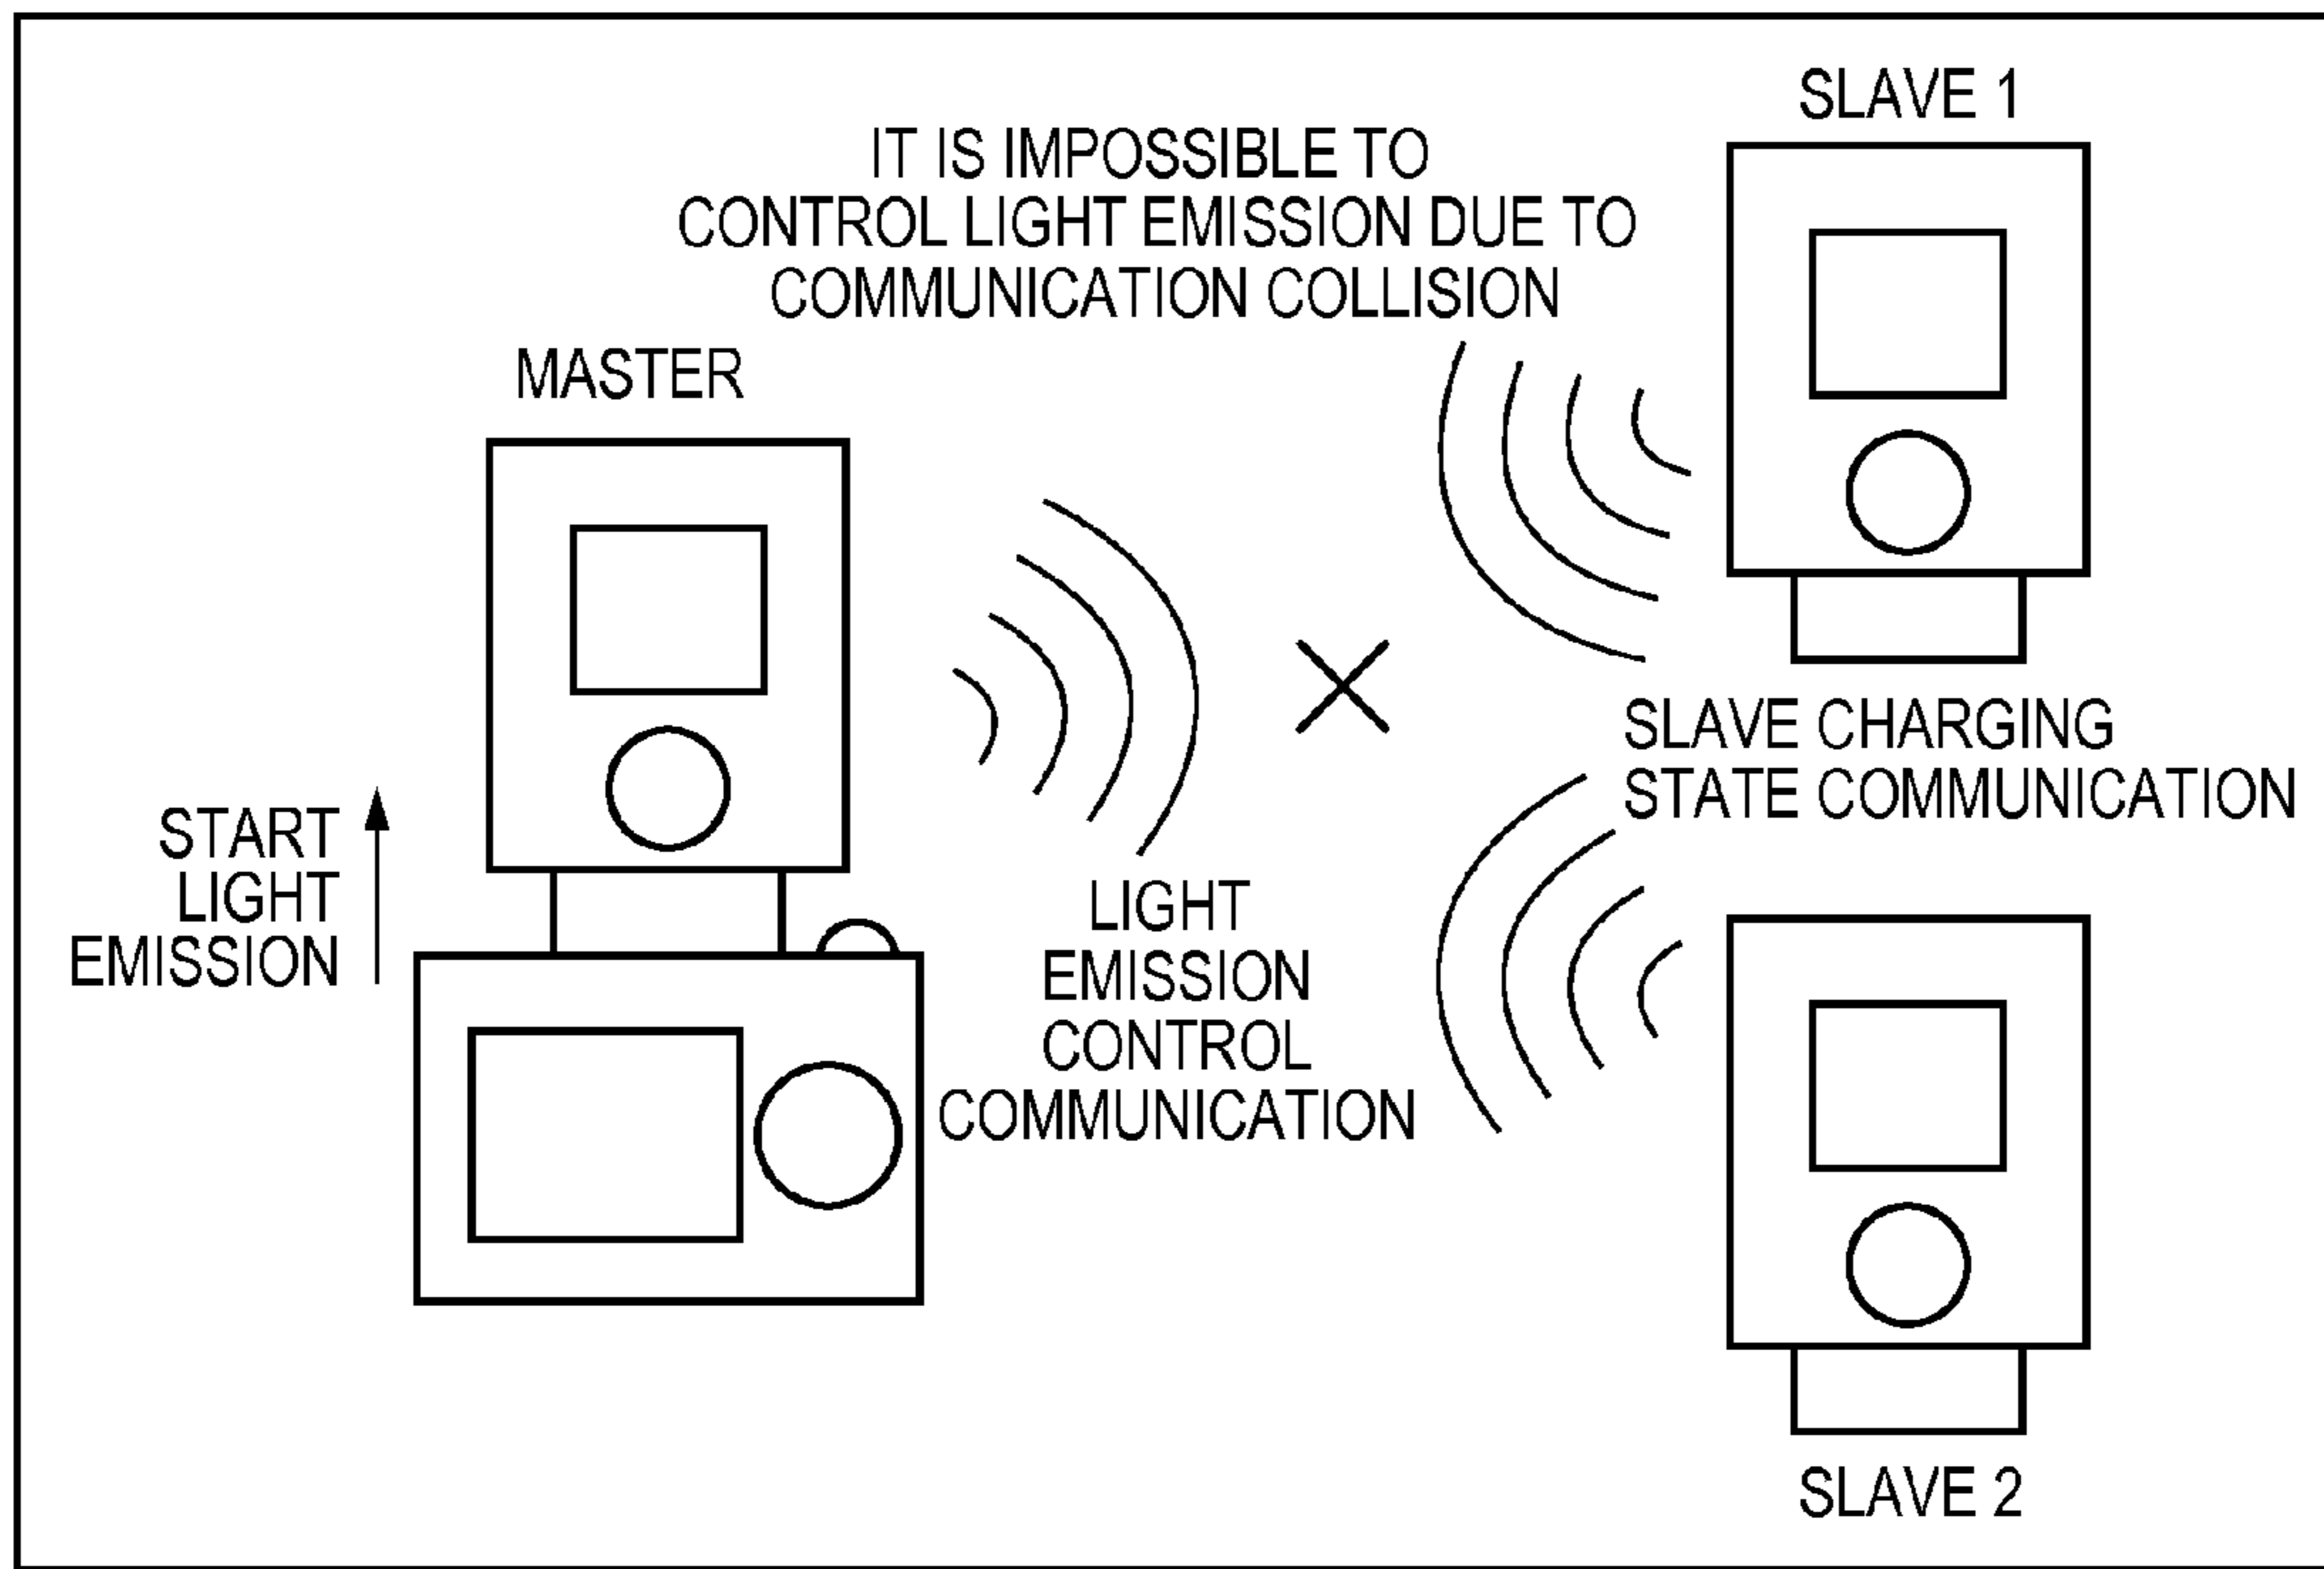 SLAVE 1
IT IS IMPOSSIBLE TO
CONTROL LIGHT EMISSION DUE TO
COMMUNICATION COLLISION
MASTER
SLAVE CHARGING
STATE COMMUNICATION
START
LIGHT
EMISSION
LIGHT
EMISSION
CONTROL
COMMUNICATION
SLAVE 2